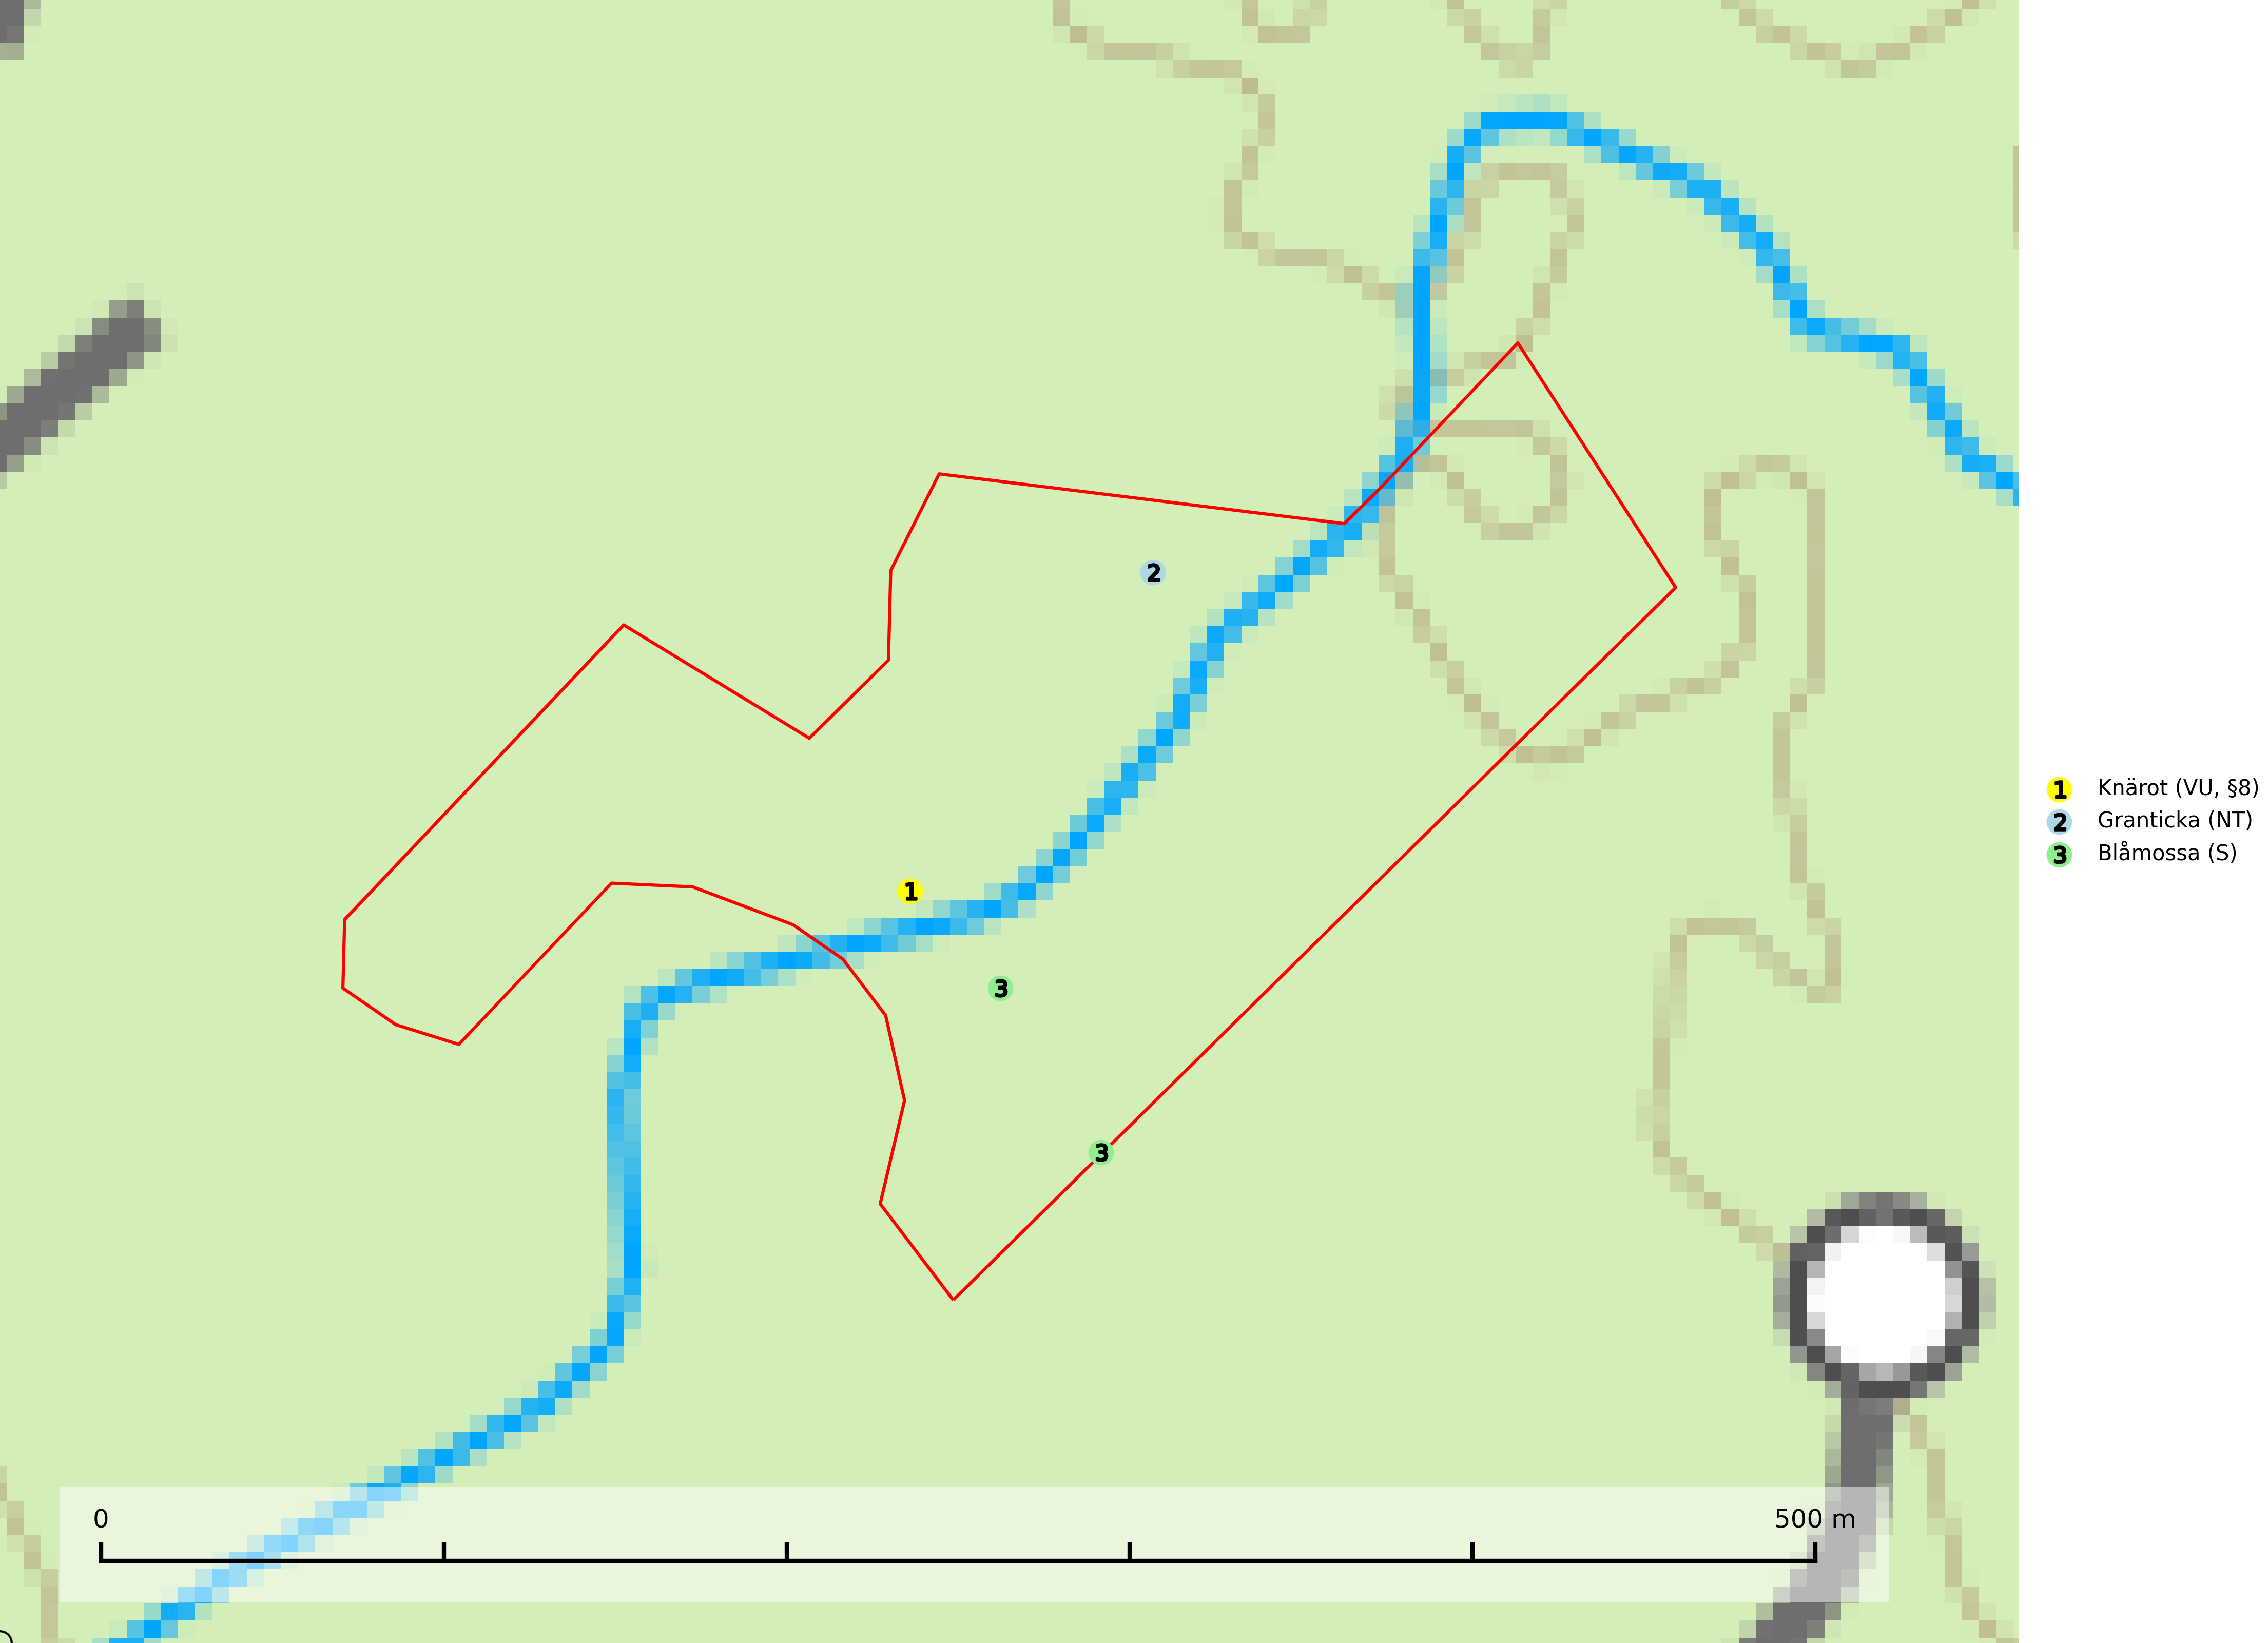 2
1
3
3
1 Knärot (VU, §8)
2 Granticka (NT)
3 Blåmossa (S)
0 500 m